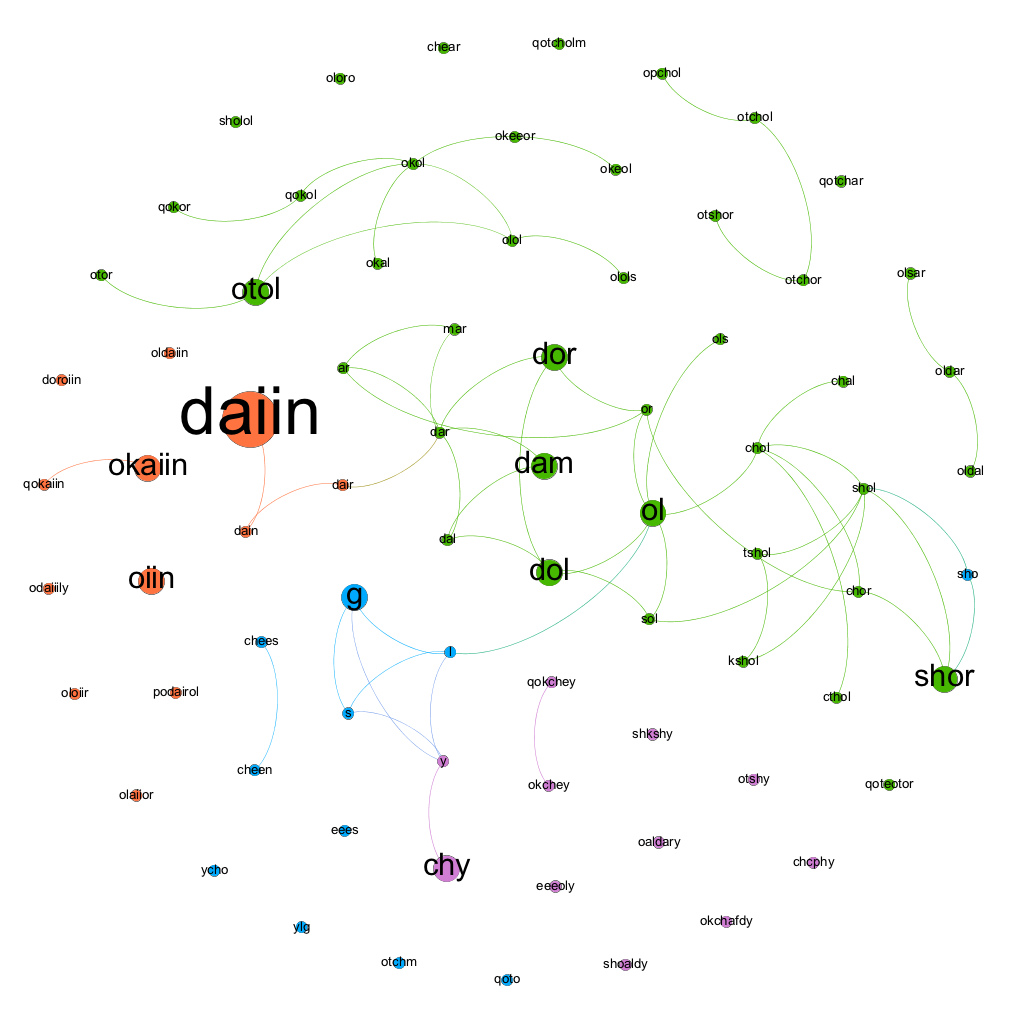 chear
qotcholm
oloro
opchol
sholol
otchol
okeeor
okol
okeol
qokol
qotchar
qokor
otshor
olol
okal
otor
olols
otchor
olsar
otol
mar
ols
oldaiin
dor
ar
oldar
doroiin
chal
daiin
or
dar
chol
okaiin
dam
oldal
qokaiin
dair
shol
ol
dain
dal
tshol
oiin
dol
sho
odaiiily
chor
g
sol
chees
l
kshol
shor
qokchey
oloiir
podairol
cthol
s
shkshy
y
cheen
okchey
otshy
qoteotor
olaiior
eees
oaldary
chcphy
chy
ycho
eeeoly
okchafdy
ylg
otchm
shoaldy
qoto